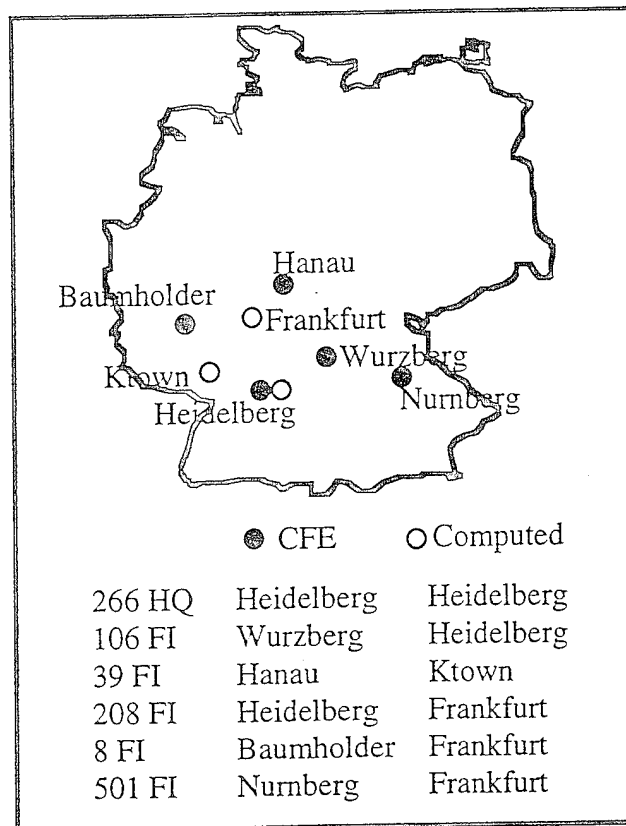 Hanau
Baumholder
Frankfurt
Wurzberg
Ktown
Nurnberg
Heidelberg
CFE Computed
266 HQ Heidelberg Heidelberg
106 FI Wurzberg Heidelberg
39 FI Hanau Ktown
208 FI Heidelberg Frankfurt
8 FI Baumholder Frankfurt
501 FI Nurnberg Frankfurt